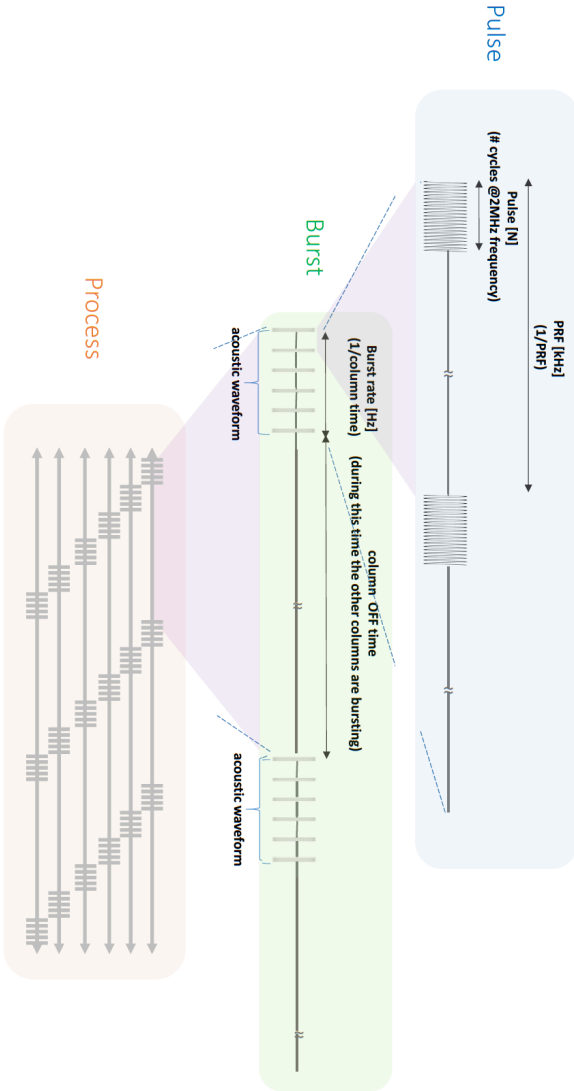 Pulse
PRF [kHz]
(1/PRF)
Pulse [N]
(# cycles @2MHz frequency)
Burst
Burst rate [Hz]
(1/column time)
column OFF time
(during this time the other columns are bursting)
acoustic waveform
acoustic waveform
Process